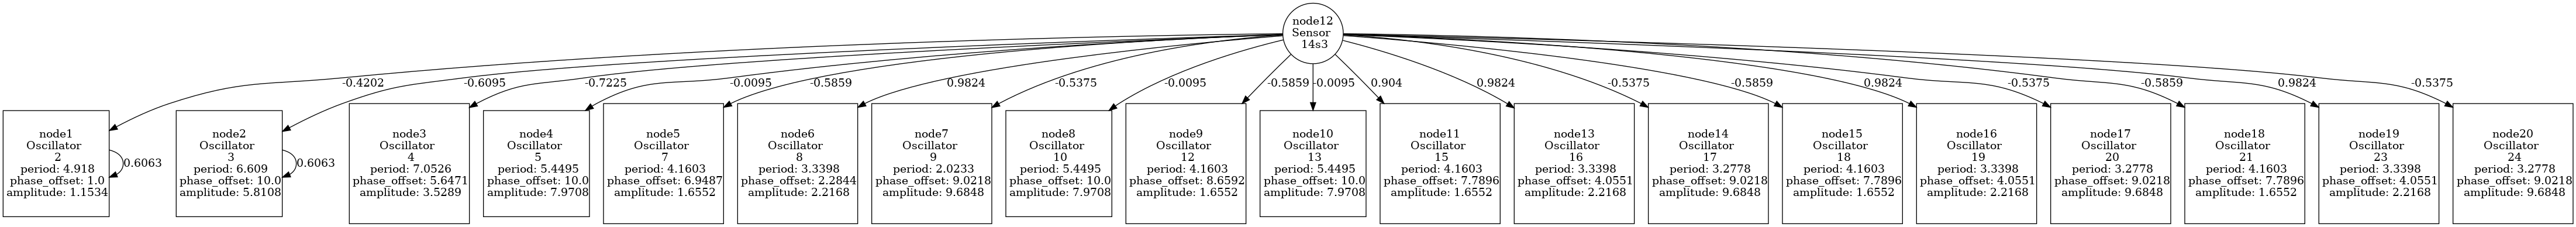 node12
Sensor
14s3
-0.4202
-0.6095
-0.7225
-0.0095
-0.5859
0.9824
-0.5375
-0.0095
-0.5859
-0.0095
0.904
0.9824
-0.5375
-0.5859
0.9824
-0.5375
-0.5859
0.9824
-0.5375
node1
Oscillator
2
period: 4.918
phase_offset: 1.0
amplitude: 1.1534
0.6063
node2
Oscillator
3
period: 6.609
phase_offset: 10.0
amplitude: 5.8108
0.6063
node3
Oscillator
4
period: 7.0526
phase_offset: 5.6471
amplitude: 3.5289
node4
Oscillator
5
period: 5.4495
phase_offset: 10.0
amplitude: 7.9708
node5
Oscillator
7
period: 4.1603
phase_offset: 6.9487
amplitude: 1.6552
node6
Oscillator
8
period: 3.3398
phase_offset: 2.2844
amplitude: 2.2168
node7
Oscillator
9
period: 2.0233
phase_offset: 9.0218
amplitude: 9.6848
node8
Oscillator
10
period: 5.4495
phase_offset: 10.0
amplitude: 7.9708
node9
Oscillator
12
period: 4.1603
phase_offset: 8.6592
amplitude: 1.6552
node10
Oscillator
13
period: 5.4495
phase_offset: 10.0
amplitude: 7.9708
node11
Oscillator
15
period: 4.1603
phase_offset: 7.7896
amplitude: 1.6552
node13
Oscillator
16
period: 3.3398
phase_offset: 4.0551
amplitude: 2.2168
node14
Oscillator
17
period: 3.2778
phase_offset: 9.0218
amplitude: 9.6848
node15
Oscillator
18
period: 4.1603
phase_offset: 7.7896
amplitude: 1.6552
node16
Oscillator
19
period: 3.3398
phase_offset: 4.0551
amplitude: 2.2168
node17
Oscillator
20
period: 3.2778
phase_offset: 9.0218
amplitude: 9.6848
node18
Oscillator
21
period: 4.1603
phase_offset: 7.7896
amplitude: 1.6552
node19
Oscillator
23
period: 3.3398
phase_offset: 4.0551
amplitude: 2.2168
node20
Oscillator
24
period: 3.2778
phase_offset: 9.0218
amplitude: 9.6848